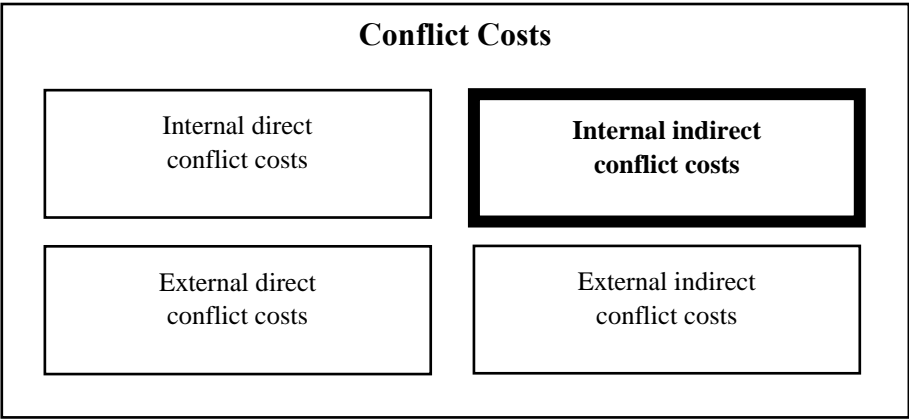 Conflict Costs
Internal direct
conflict costs
Internal indirect
conflict costs
External direct
conflict costs
External indirect
conflict costs